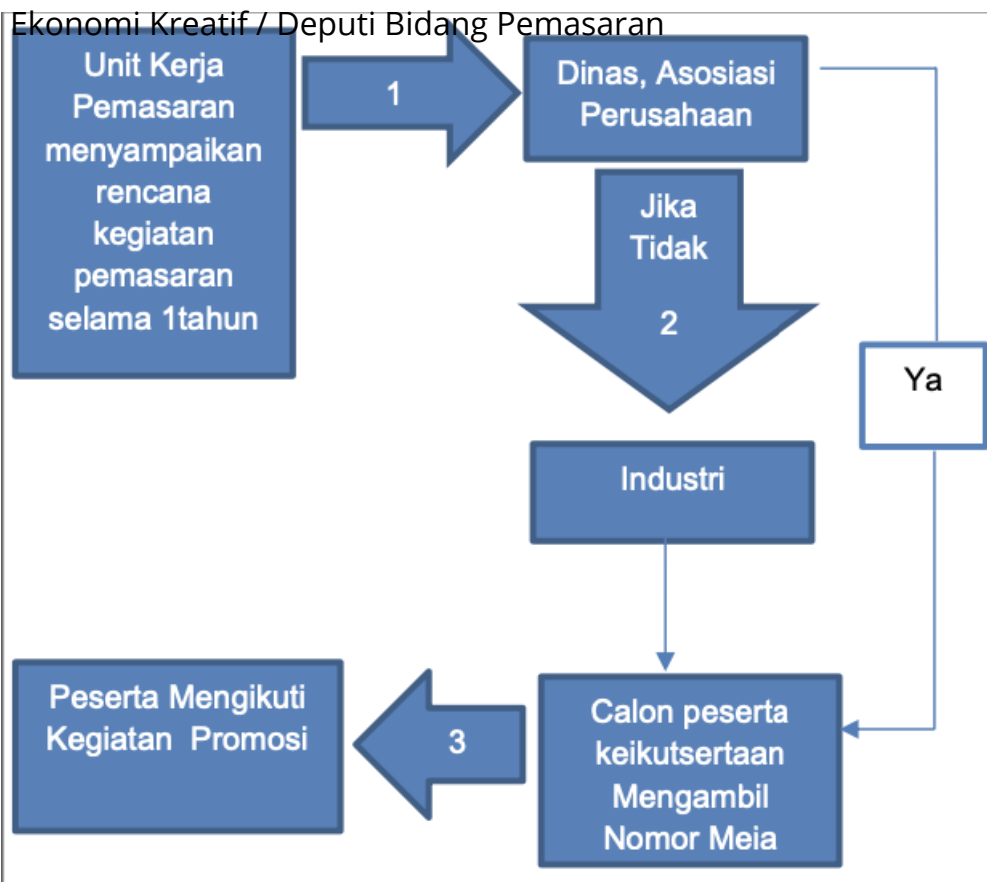 Ekonomi Kreatif / Deputi Bidang Pemasaran
Unit Kerja
Pemasaran
menyampaikan
rencana
kegiatan
pemasaran
selama 1tahun
1
Dinas, Asosiasi
Perusahaan
Jika
Tidak
2
Ya
Industri
Calon peserta
keikutsertaan
Mengambil
Nomor Meia
3
Peserta Mengikuti
Kegiatan Promosi